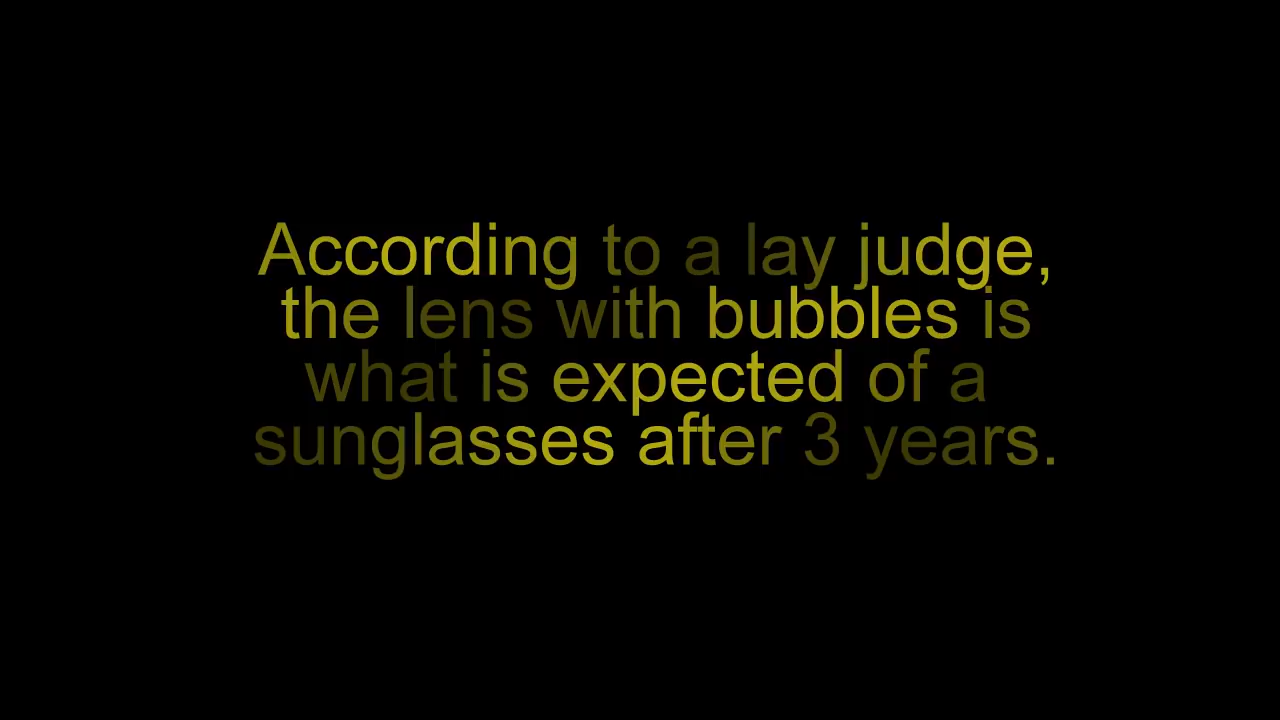 According to a lay judge,
the lens with bubbles is
what is expected of a
sunglasses after 3 years.